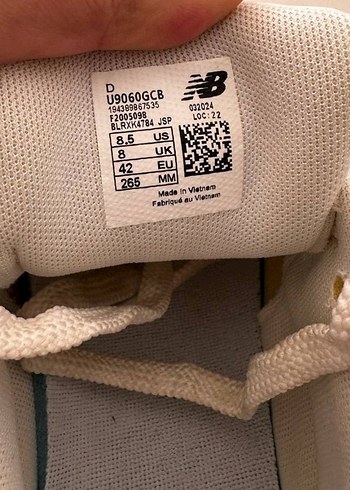 D
U9060GCB
194389867535
F2005098
BLRXK4784 JSP
NB
032024
LOC: 22
8.5 US
8 UK
42 EU
265 MM
Made in Vietnam
Fabriqué au Vietnam